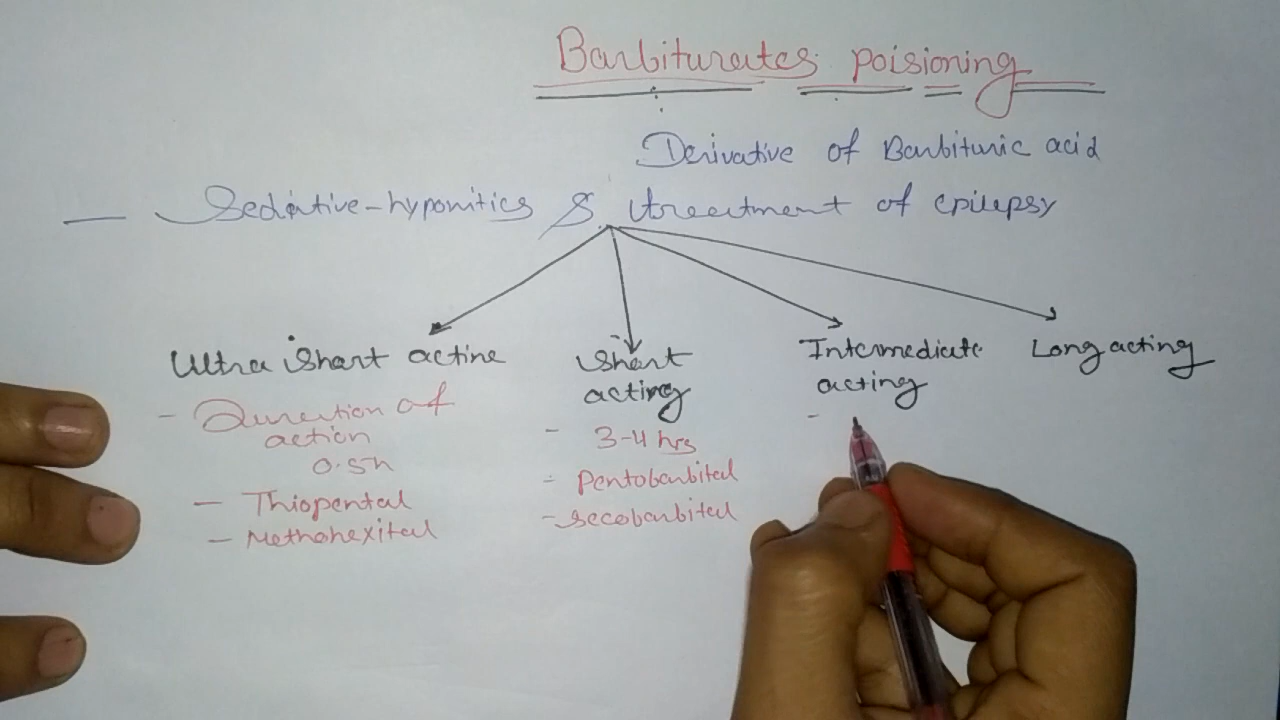 Barbiturates poisioning
Derivative of Barbituric acid
— Sedative-hyponitics & treatment of epilepsy
Ultra short actine
- Duration of
action
0.5h
- Thiopental
- Methohexital
Short
acting
- 3-4 hrs
- Pentobarbital
- secobarbital
Intermediate
acting
-
Long acting